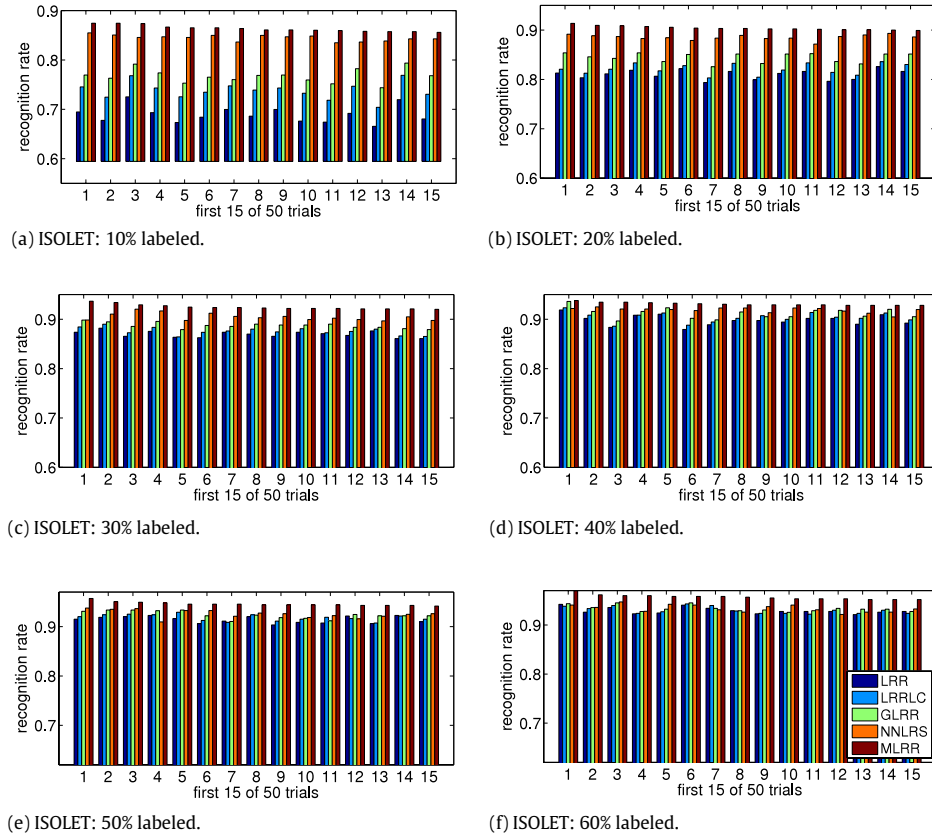 0.9
0.8
0.7
0.6
recognition rate
1 2 3 4 5 6 7 8 9 10 11 12 13 14 15
first 15 of 50 trials
(a) ISOLET: 10% labeled.
0.9
0.8
0.7
0.6
recognition rate
1 2 3 4 5 6 7 8 9 10 11 12 13 14 15
first 15 of 50 trials
(b) ISOLET: 20% labeled.
0.9
0.8
0.7
0.6
recognition rate
1 2 3 4 5 6 7 8 9 10 11 12 13 14 15
first 15 of 50 trials
(c) ISOLET: 30% labeled.
0.9
0.8
0.7
0.6
recognition rate
1 2 3 4 5 6 7 8 9 10 11 12 13 14 15
first 15 of 50 trials
(d) ISOLET: 40% labeled.
0.9
0.8
0.7
recognition rate
1 2 3 4 5 6 7 8 9 10 11 12 13 14 15
first 15 of 50 trials
(e) ISOLET: 50% labeled.
0.9
0.8
0.7
recognition rate
LRR
LRRLC
GLRR
NNLRS
MLRR
1 2 3 4 5 6 7 8 9 10 11 12 13 14 15
first 15 of 50 trials
(f) ISOLET: 60% labeled.